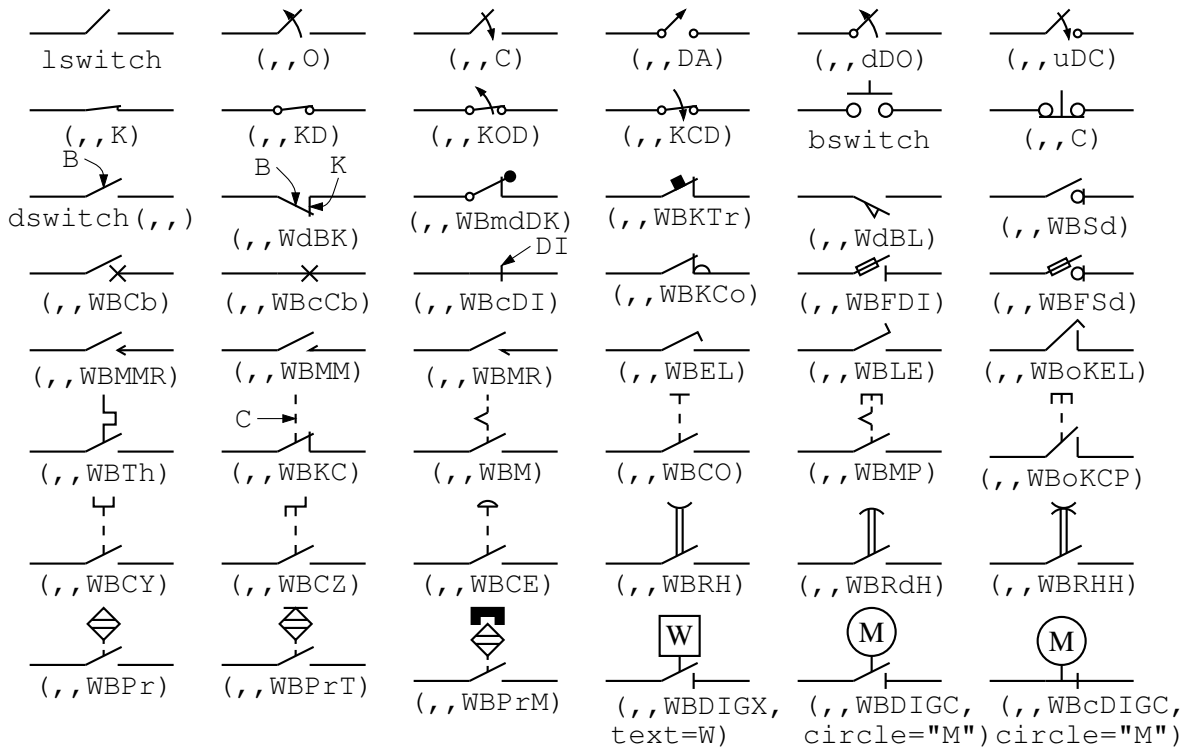 lswitch (,,O) (,,C) (,,DA) (,,dDO) (,,uDC)
(,,K) (,,KD) (,,KOD) (,,KCD) bswitch (,,C)
B B K
dswitch(,,) (,,WdBK) (,,WBmdDK) (,,WBKTr) (,,WdBL) (,,WBSd)
DI
(,,WBCb) (,,WBcCb) (,,WBcDI) (,,WBKCo) (,,WBFDI) (,,WBFSd)
(,,WBMMR) (,,WBMM) (,,WBMR) (,,WBEL) (,,WBLE) (,,WBoKEL)
C
(,,WBTh) (,,WBKC) (,,WBM) (,,WBCO) (,,WBMP) (,,WBoKCP)
(,,WBCY) (,,WBCZ) (,,WBCE) (,,WBRH) (,,WBRdH) (,,WBRHH)
W M M
(,,WBPr) (,,WBPrT) (,,WBPrM) (,,WBDIGX, (,,WBDIGC, (,,WBcDIGC,
text=W) circle="M") circle="M")